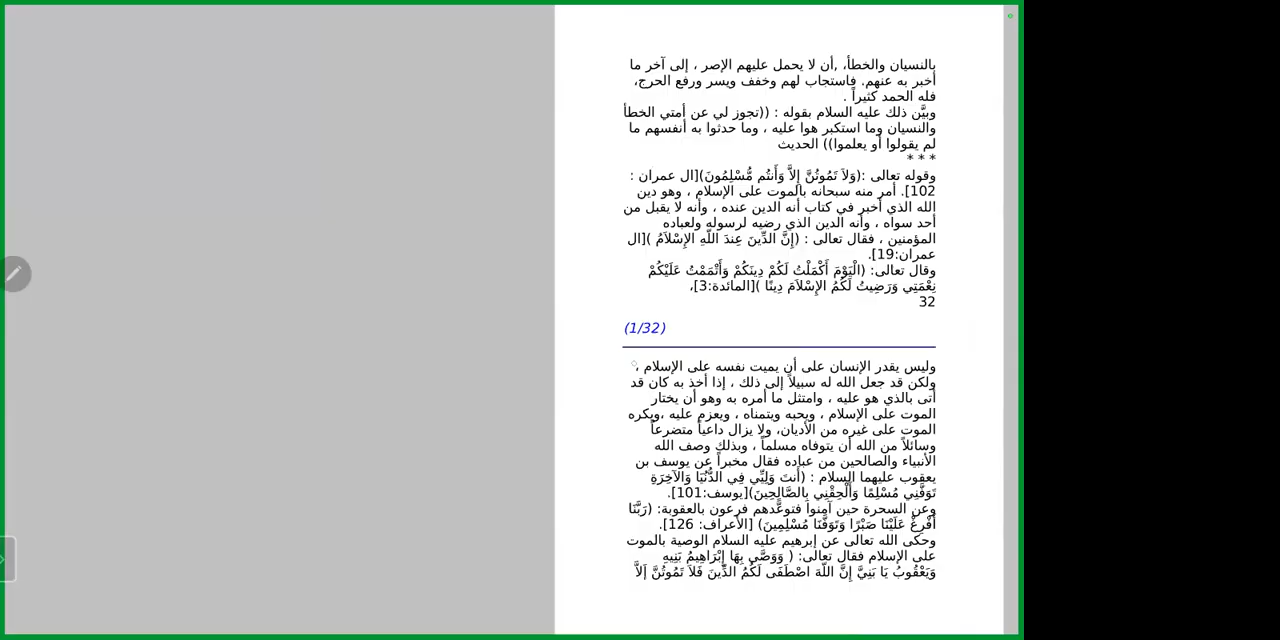 بالنسيان والخطأ، ,أن لا يحمل عليهم الإصر ، إلى آخر ما
أخبر به عنهم. فاستجاب لهم وخفف ويسر ورفع الحرج،
فله الحمد كثيراً .
وبيَّن ذلك عليه السلام بقوله : ((تجوز لي عن أمتي الخطأ
والنسيان وما استكبر هوا عليه ، وما حدثوا به أنفسهم ما
لم يقولوا أو يعلموا)) الحديث
* * *
وقوله تعالى :(وَلاَ تَمُوتُنَّ إِلاَّ وَأَنتُم مُّسْلِمُونَ)[ال عمران :
102]. أمر منه سبحانه بالموت على الإسلام ، وهو دين
الله الذي أخبر في كتاب أنه الدين عنده ، وأنه لا يقبل من
أحد سواه ، وأنه الدين الذي رضيه لرسوله ولعباده
المؤمنين ، فقال تعالى : (إِنَّ الدِّينَ عِندَ اللّهِ الإِسْلاَمُ )[ال
عمران:19].
وقال تعالى: (الْيَوْمَ أَكْمَلْتُ لَكُمْ دِينَكُمْ وَأَتْمَمْتُ عَلَيْكُمْ
نِعْمَتِي وَرَضِيتُ لَكُمُ الإِسْلاَمَ دِينًا )[المائدة:3]،
32
(1/32)
وليس يقدر الإنسان على أن يميت نفسه على الإسلام ،
ولكن قد جعل الله له سبيلاً إلى ذلك ، إذا أخذ به كان قد
أتى بالذي هو عليه ، وامتثل ما أمره به وهو أن يختار
الموت على الإسلام ، ويحبه ويتمناه ، ويعزم عليه ،ويكره
الموت على غيره من الأديان، ولا يزال داعياً متضرعاً
وسائلاً من الله أن يتوفاه مسلماً ، وبذلك وصف الله
الأنبياء والصالحين من عباده فقال مخبراً عن يوسف بن
يعقوب عليهما السلام : (أَنتَ وَلِيِّي فِي الدُّنُيَا وَالآخِرَةِ
تَوَفَّنِي مُسْلِمًا وَأَلْحِقْنِي بِالصَّالِحِينَ)[يوسف:101].
وعن السحرة حين آمنوا فتوعَّدهم فرعون بالعقوبة: (رَبَّنَا
أَفْرِغْ عَلَيْنَا صَبْرًا وَتَوَفَّنَا مُسْلِمِينَ) [الأعراف: 126].
وحكى الله تعالى عن إبرهيم عليه السلام الوصية بالموت
على الإسلام فقال تعالى: ( وَوَصَّى بِهَا إِبْرَاهِيمُ بَنِيهِ
وَيَعْقُوبُ يَا بَنِيَّ إِنَّ اللّهَ اصْطَفَى لَكُمُ الدِّينَ فَلاَ تَمُوتُنَّ إَلاَّ